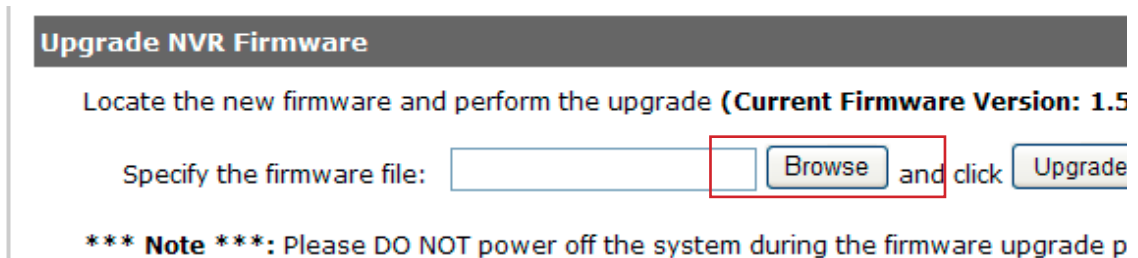 Upgrade NVR Firmware
Locate the new firmware and perform the upgrade (Current Firmware Version: 1.5
Specify the firmware file: Browse and click Upgrade
*** Note ***: Please DO NOT power off the system during the firmware upgrade p